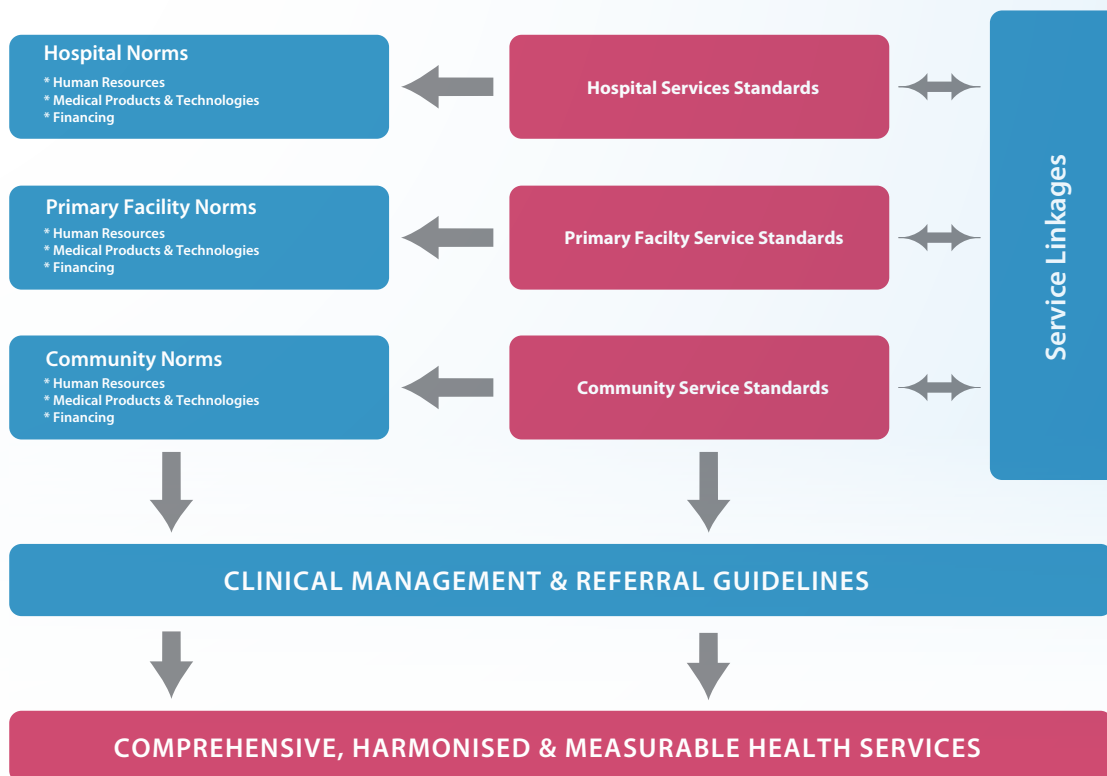 Hospital Norms
* Human Resources
* Medical Products & Technologies
* Financing
Hospital Services Standards
Primary Facility Norms
* Human Resources
* Medical Products & Technologies
* Financing
Primary Facilty Service Standards
Community Norms
* Human Resources
* Medical Products & Technologies
* Financing
Community Service Standards
Service Linkages
CLINICAL MANAGEMENT & REFERRAL GUIDELINES
COMPREHENSIVE, HARMONISED & MEASURABLE HEALTH SERVICES